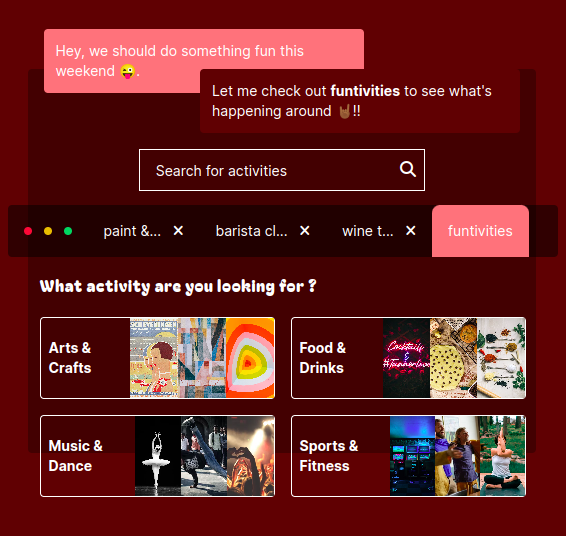 Hey, we should do something fun this
weekend 😜.
Let me check out funtivities to see what's
happening around 🤘🏾!!
Search for activities
paint &... × barista cl... × wine t... × funtivities
What activity are you looking for ?
Arts &
Crafts
SCHEVENINGEN
Food &
Drinks
Cocktails
&
Music &
Dance
Sports &
Fitness